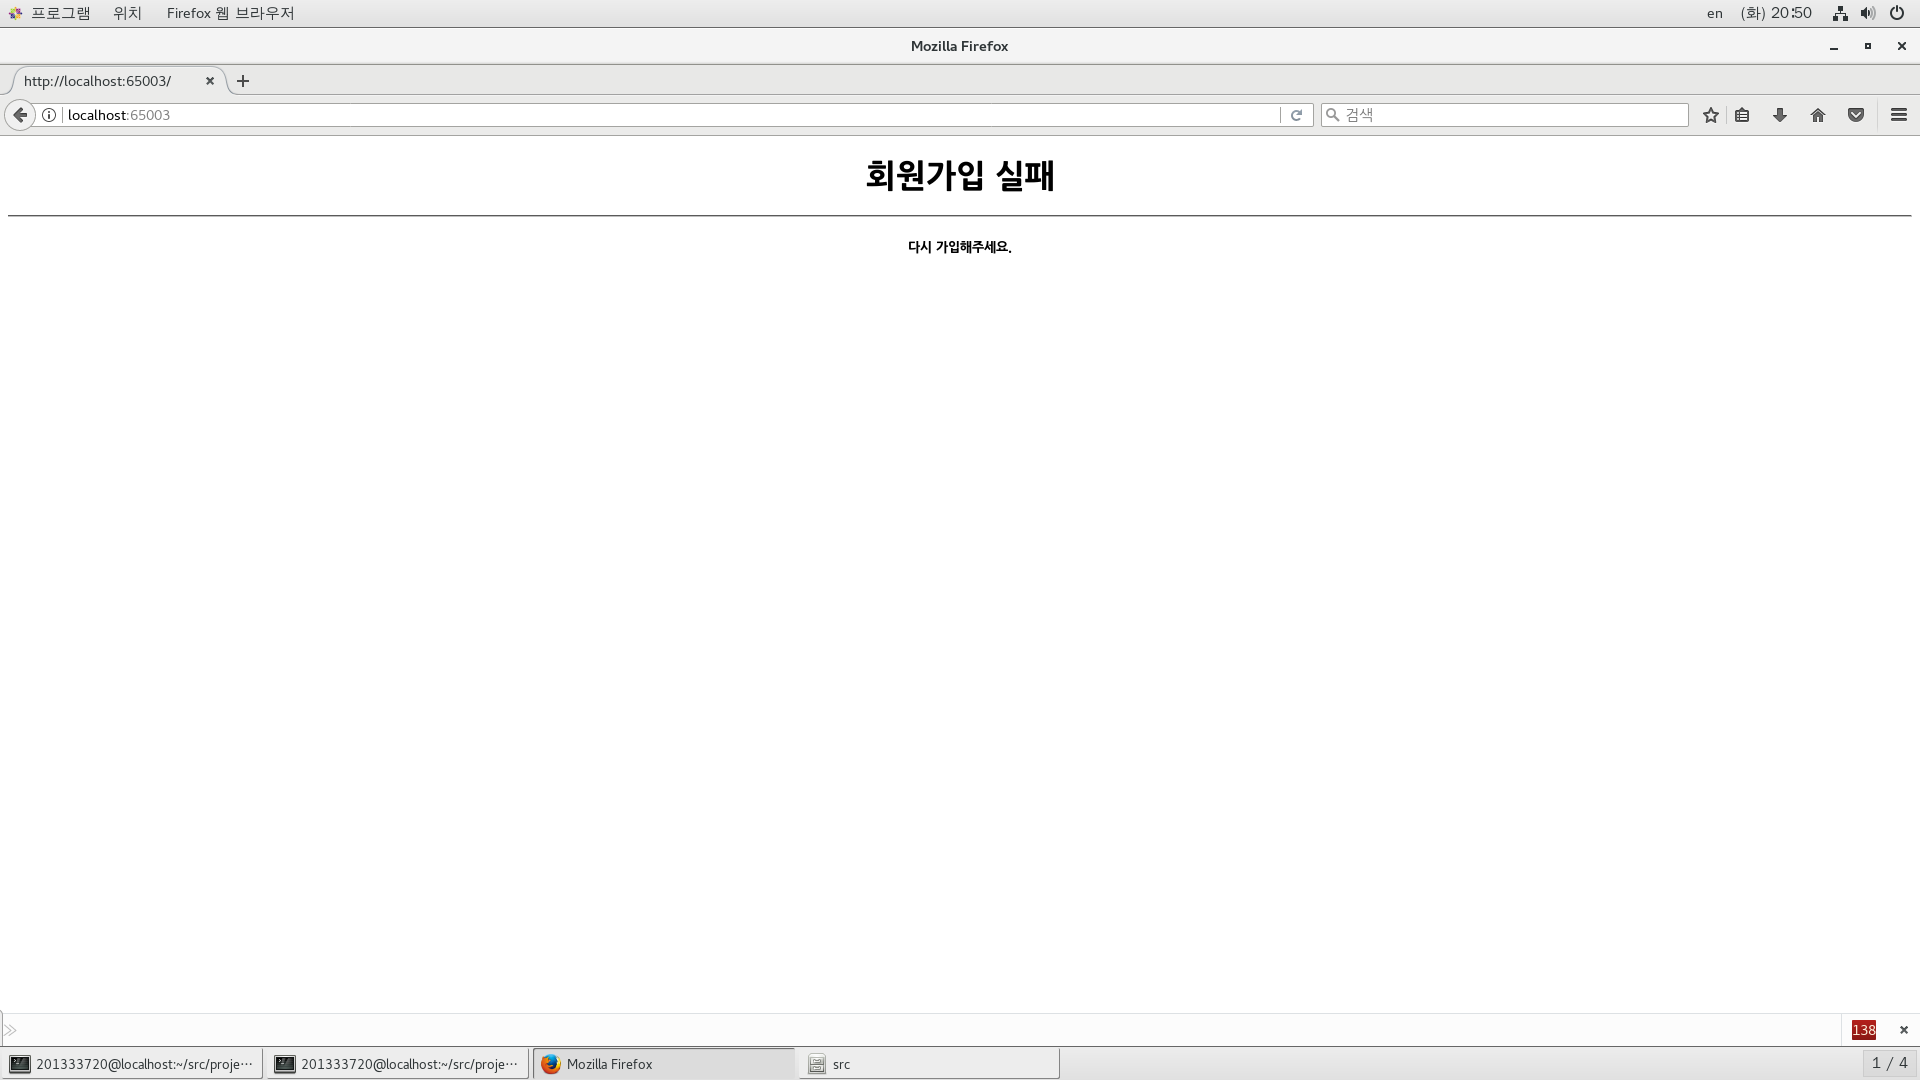 프로그램 위치 Firefox 웹 브라우저 en (화) 20:50
Mozilla Firefox
http://localhost:65003/
localhost:65003 검색
회원가입 실패
다시 가입해주세요.
138
201333720@localhost:~/src/proje··· 201333720@localhost:~/src/proje··· Mozilla Firefox src 1 / 4